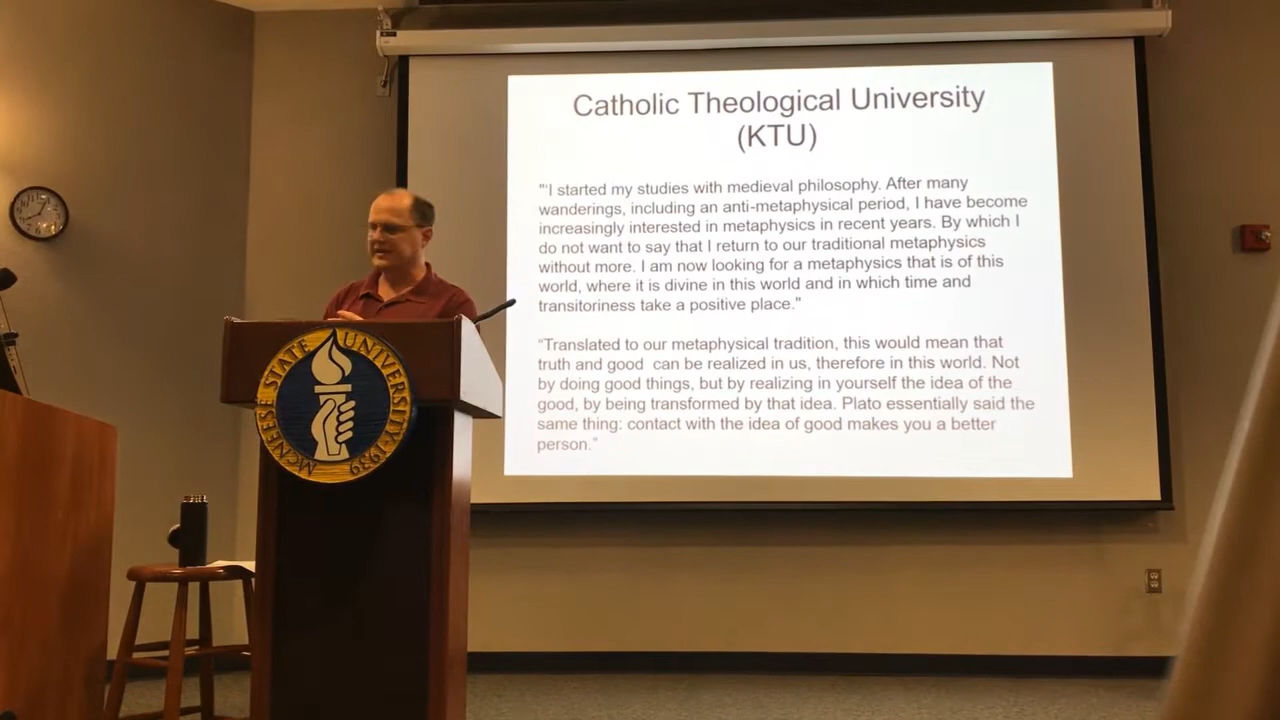 Catholic Theological University
(KTU)
"'I started my studies with medieval philosophy. After many
wanderings, including an anti-metaphysical period, I have become
increasingly interested in metaphysics in recent years. By which I
do not want to say that I return to our traditional metaphysics
without more. I am now looking for a metaphysics that is of this
world, where it is divine in this world and in which time and
transitoriness take a positive place."
“Translated to our metaphysical tradition, this would mean that
truth and good can be realized in us, therefore in this world. Not
by doing good things, but by realizing in yourself the idea of the
good, by being transformed by that idea. Plato essentially said the
same thing: contact with the idea of good makes you a better
person.”
MCNEESE STATE UNIVERSITY·1939